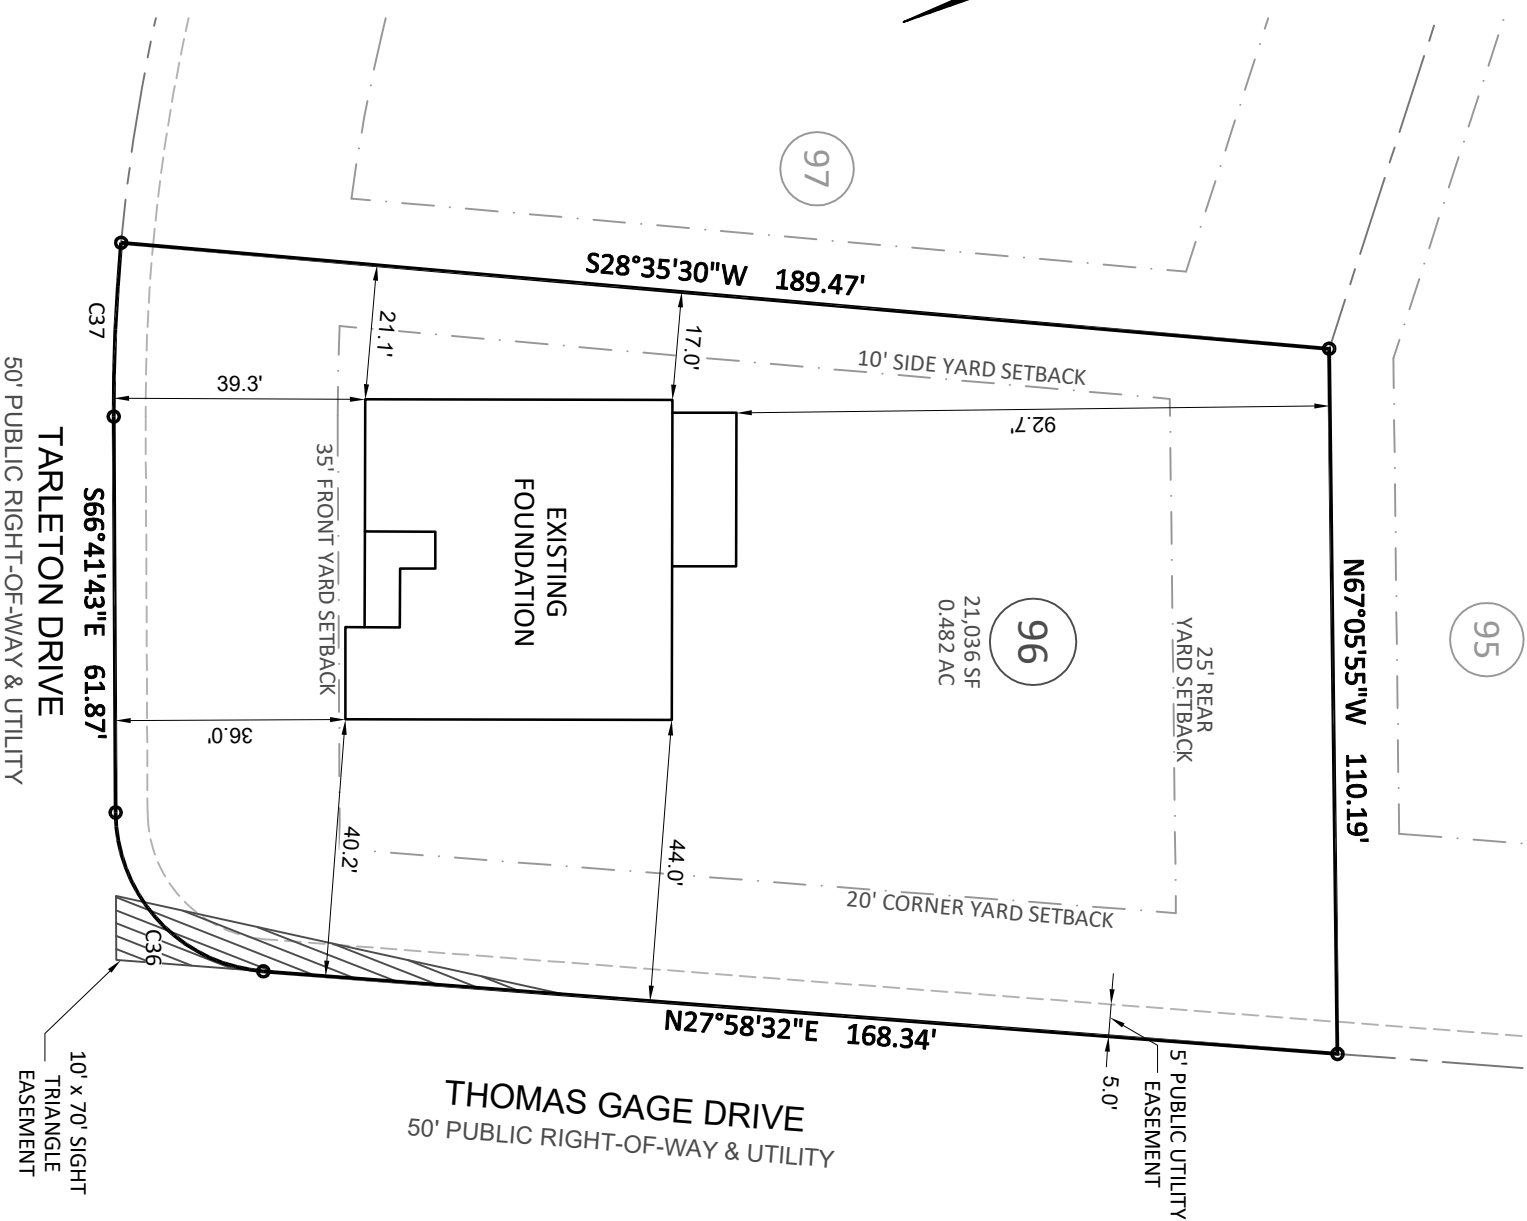 97
S28°35'30"W 189.47'
C37
21.1'
17.0'
10' SIDE YARD SETBACK
39.3'
92.7'
35' FRONT YARD SETBACK
EXISTING
FOUNDATION
96
21,036 SF
0.482 AC
25' REAR
YARD SETBACK
N67°05'55"W 110.19'
95
S66°41'43"E 61.87'
TARLETON DRIVE
50' PUBLIC RIGHT-OF-WAY & UTILITY
36.0'
40.2'
44.0'
20' CORNER YARD SETBACK
C36
N27°58'32"E 168.34'
5.0'
5' PUBLIC UTILITY
EASEMENT
THOMAS GAGE DRIVE
50' PUBLIC RIGHT-OF-WAY & UTILITY
10' x 70' SIGHT
TRIANGLE
EASEMENT